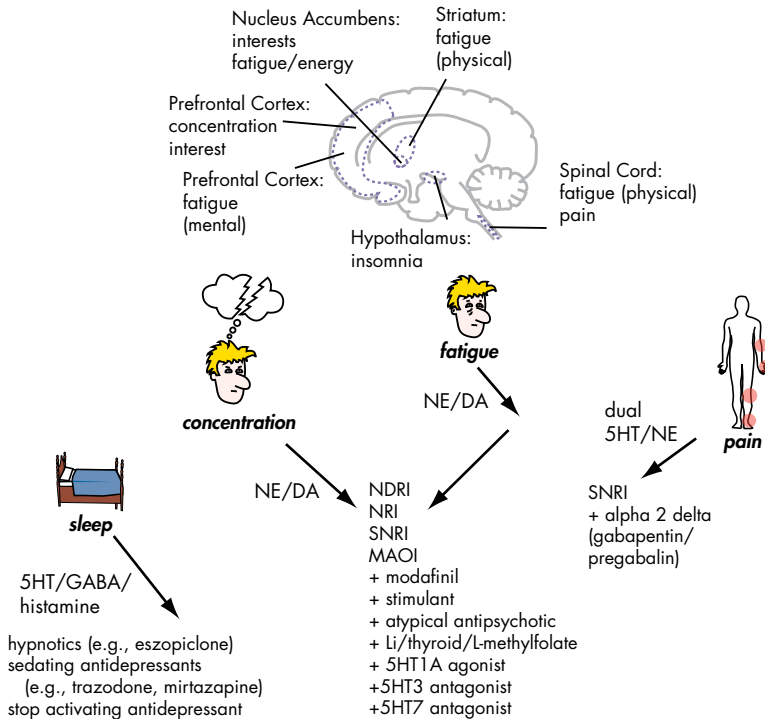 Nucleus Accumbens:
interests
fatigue/energy
Striatum:
fatigue
(physical)
Prefrontal Cortex:
concentration
interest
Prefrontal Cortex:
fatigue
(mental)
Spinal Cord:
fatigue (physical)
pain
Hypothalamus:
insomnia
concentration
fatigue
pain
sleep
NE/DA
NE/DA
dual
5HT/NE
5HT/GABA/
histamine
NDRI
NRI
SNRI
MAOI
+ modafinil
+ stimulant
+ atypical antipsychotic
+ Li/thyroid/L-methylfolate
+ 5HT1A agonist
+5HT3 antagonist
+5HT7 antagonist
SNRI
+ alpha 2 delta
(gabapentin/
pregabalin)
hypnotics (e.g., eszopiclone)
sedating antidepressants
(e.g., trazodone, mirtazapine)
stop activating antidepressant